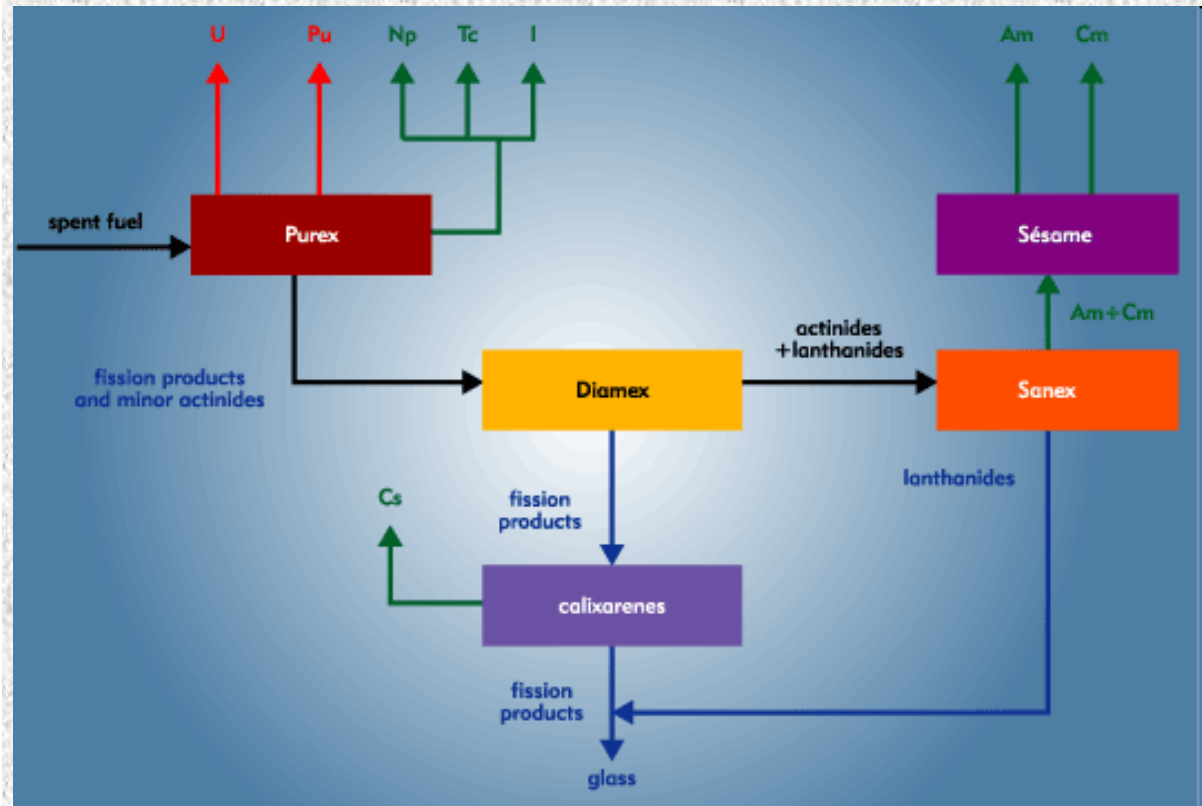 U Pu Np Tc I Am Cm
spent fuel
Purex
Sésame
Am+Cm
actinides
+lanthanides
fission products
and minor actinides
Diamex
Sanex
lanthanides
Cs
fission
products
calixarenes
fission
products
glass